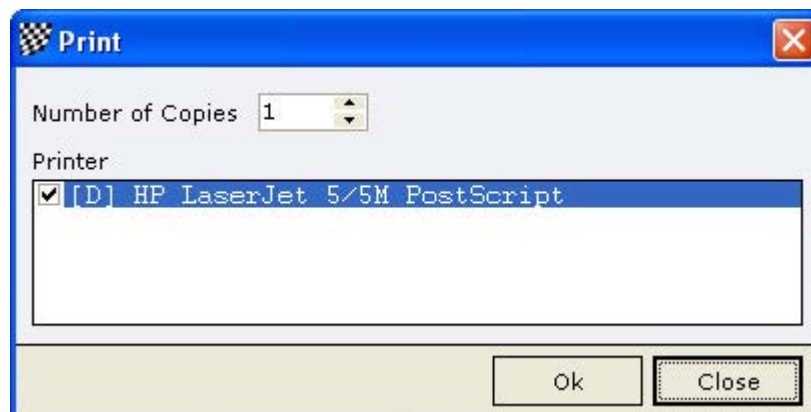 Print
Number of Copies 1
Printer
[D] HP LaserJet 5/5M PostScript
Ok Close